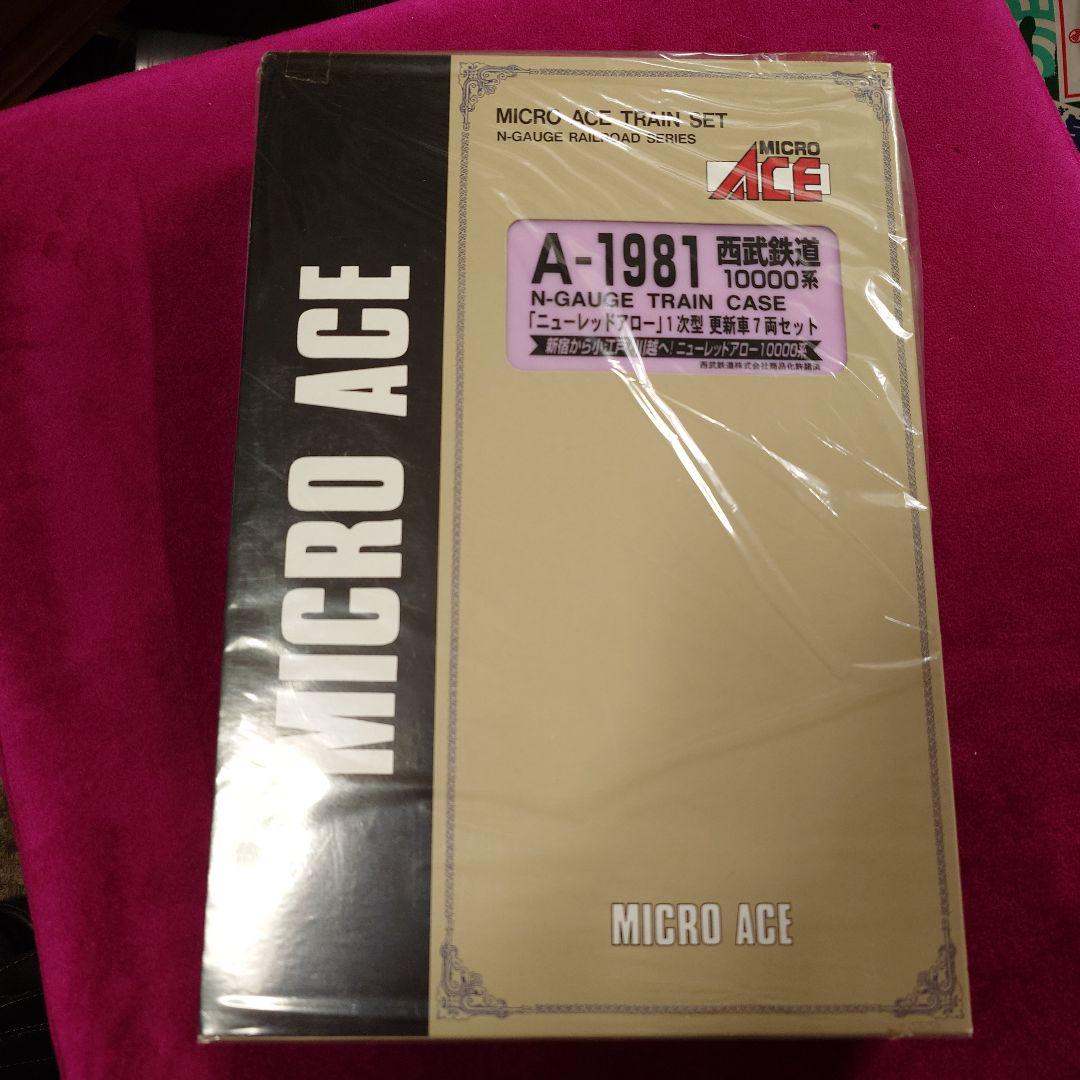 MICRO ACE
MICRO ACE TRAIN SET
N-GAUGE RAILROAD SERIES
MICRO
ACE
A-1981 西武鉄道
10000系
N-GAUGE TRAIN CASE
「ニューレッドアロー」1次型 更新車7両セット
新宿から小江戸 川越へ!ニューレッドアロー10000系
西武鉄道株式会社商品化許諾済
MICRO ACE